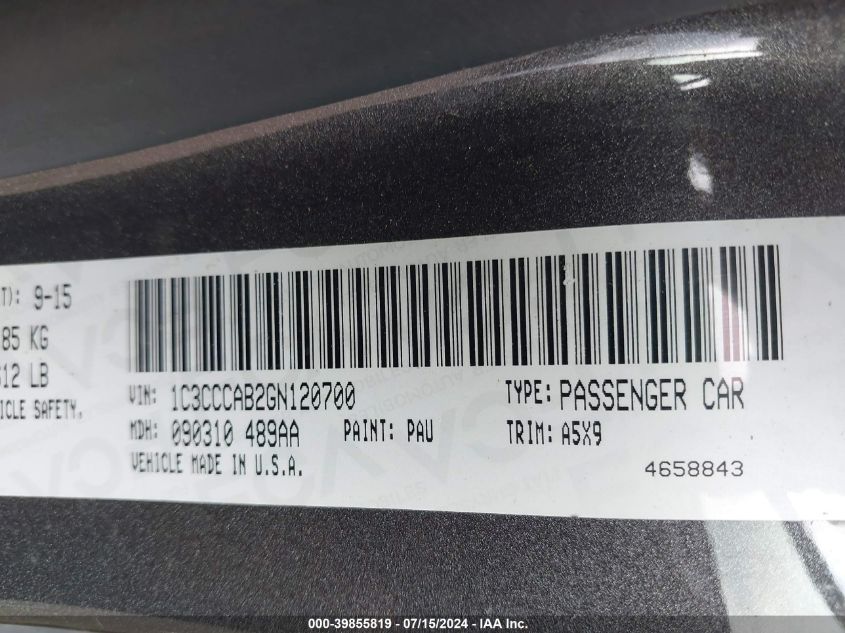 T): 9-15
85 KG
612 LB
ICLE SAFETY.
VIN: 1C3CCCAB2GN120700 TYPE: PASSENGER CAR
MDH: 090310 489AA PAINT: PAU TRIM: A5X9
VEHICLE MADE IN U.S.A. 4658843
000-39855819 / 07/15/2024 - IAA Inc.